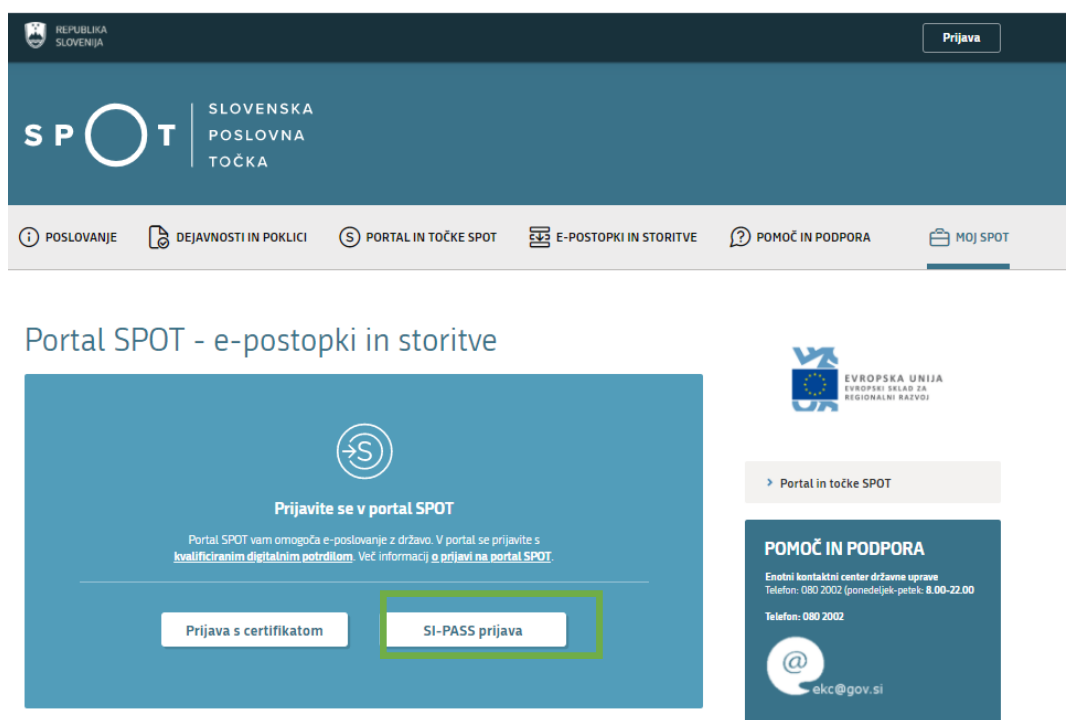 REPUBLIKA
SLOVENIJA
Prijava
SPOT
SLOVENSKA
POSLOVNA
TOČKA
POSLOVANJE
DEJAVNOSTI IN POKLICI
PORTAL IN TOČKE SPOT
E-POSTOPKI IN STORITVE
POMOČ IN PODPORA
MOJ SPOT
Portal SPOT - e-postopki in storitve
S
Prijavite se v portal SPOT
Portal SPOT vam omogoča e-poslovanje z državo. V portal se prijavite s
kvalificiranim digitalnim potrdilom. Več informacij o prijavi na portal SPOT.
Prijava s certifikatom
SI-PASS prijava
EVROPSKA UNIJA
EVROPSKI SKLAD ZA
REGIONALNI RAZVOJ
Portal in točke SPOT
POMOČ IN PODPORA
Enotni kontaktni center državne uprave
Telefon: 080 2002 (ponedeljek-petek: 8.00-22.00
Telefon: 080 2002
@
ekc@gov.si